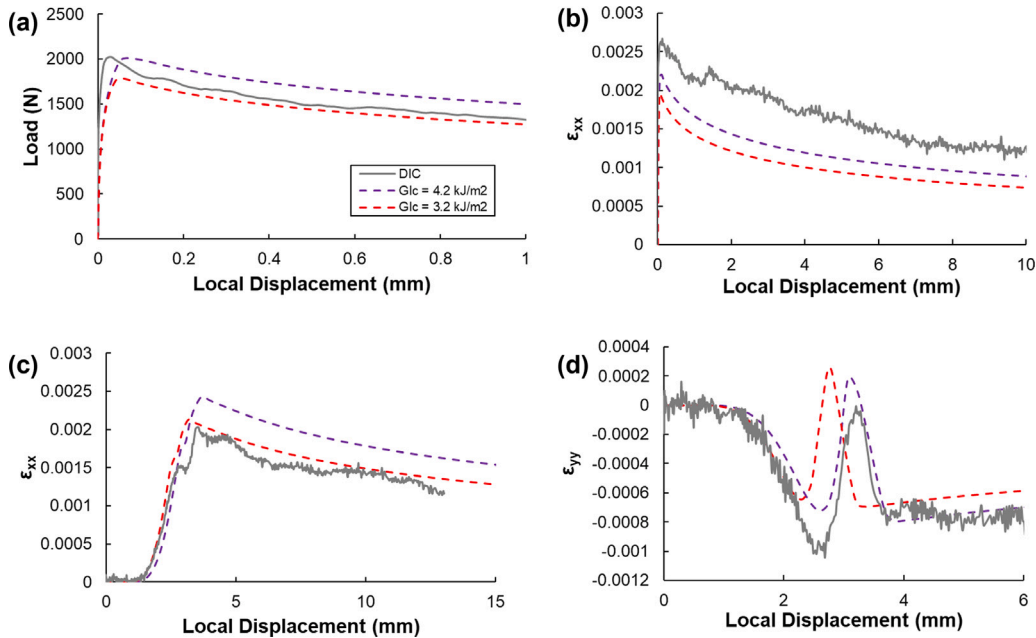 (a)
2500
2000
1500
1000
500
0
Load (N)
DIC
GIc = 4.2 kJ/m2
GIc = 3.2 kJ/m2
0 0.2 0.4 0.6 0.8 1
Local Displacement (mm)
(b)
0.003
0.0025
0.002
0.0015
0.001
0.0005
0
εxx
0 2 4 6 8 10
Local Displacement (mm)
(c)
0.003
0.0025
0.002
0.0015
0.001
0.0005
0
εxx
0 5 10 15
Local Displacement (mm)
(d)
0.0004
0.0002
0
-0.0002
-0.0004
-0.0006
-0.0008
-0.001
-0.0012
εyy
0 2 4 6
Local Displacement (mm)